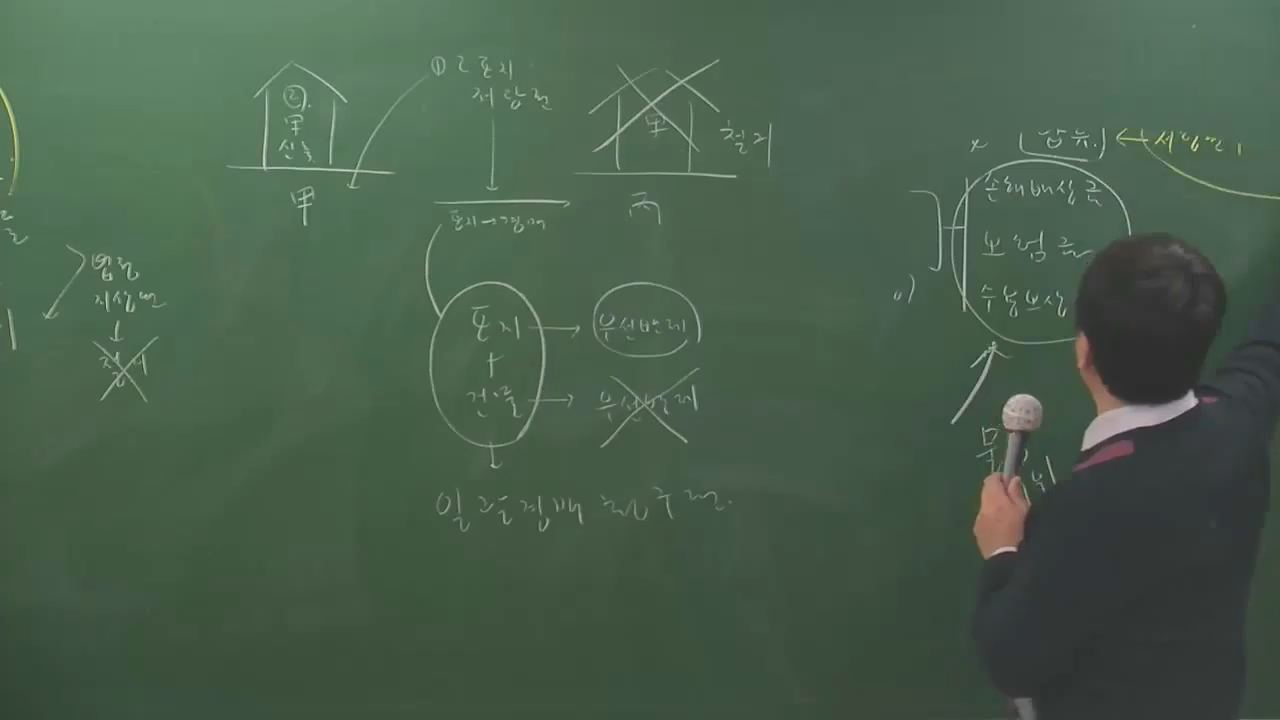 ② 甲 신축
甲
① 토지 저당권
甲
철거
丙
토지→경매
토지
+
건물
우선변제
우선변제
일괄경매청구권.
법정
지상권
↓
철거
× [압류.] ←
손해배상금
보험금
수용보상
물